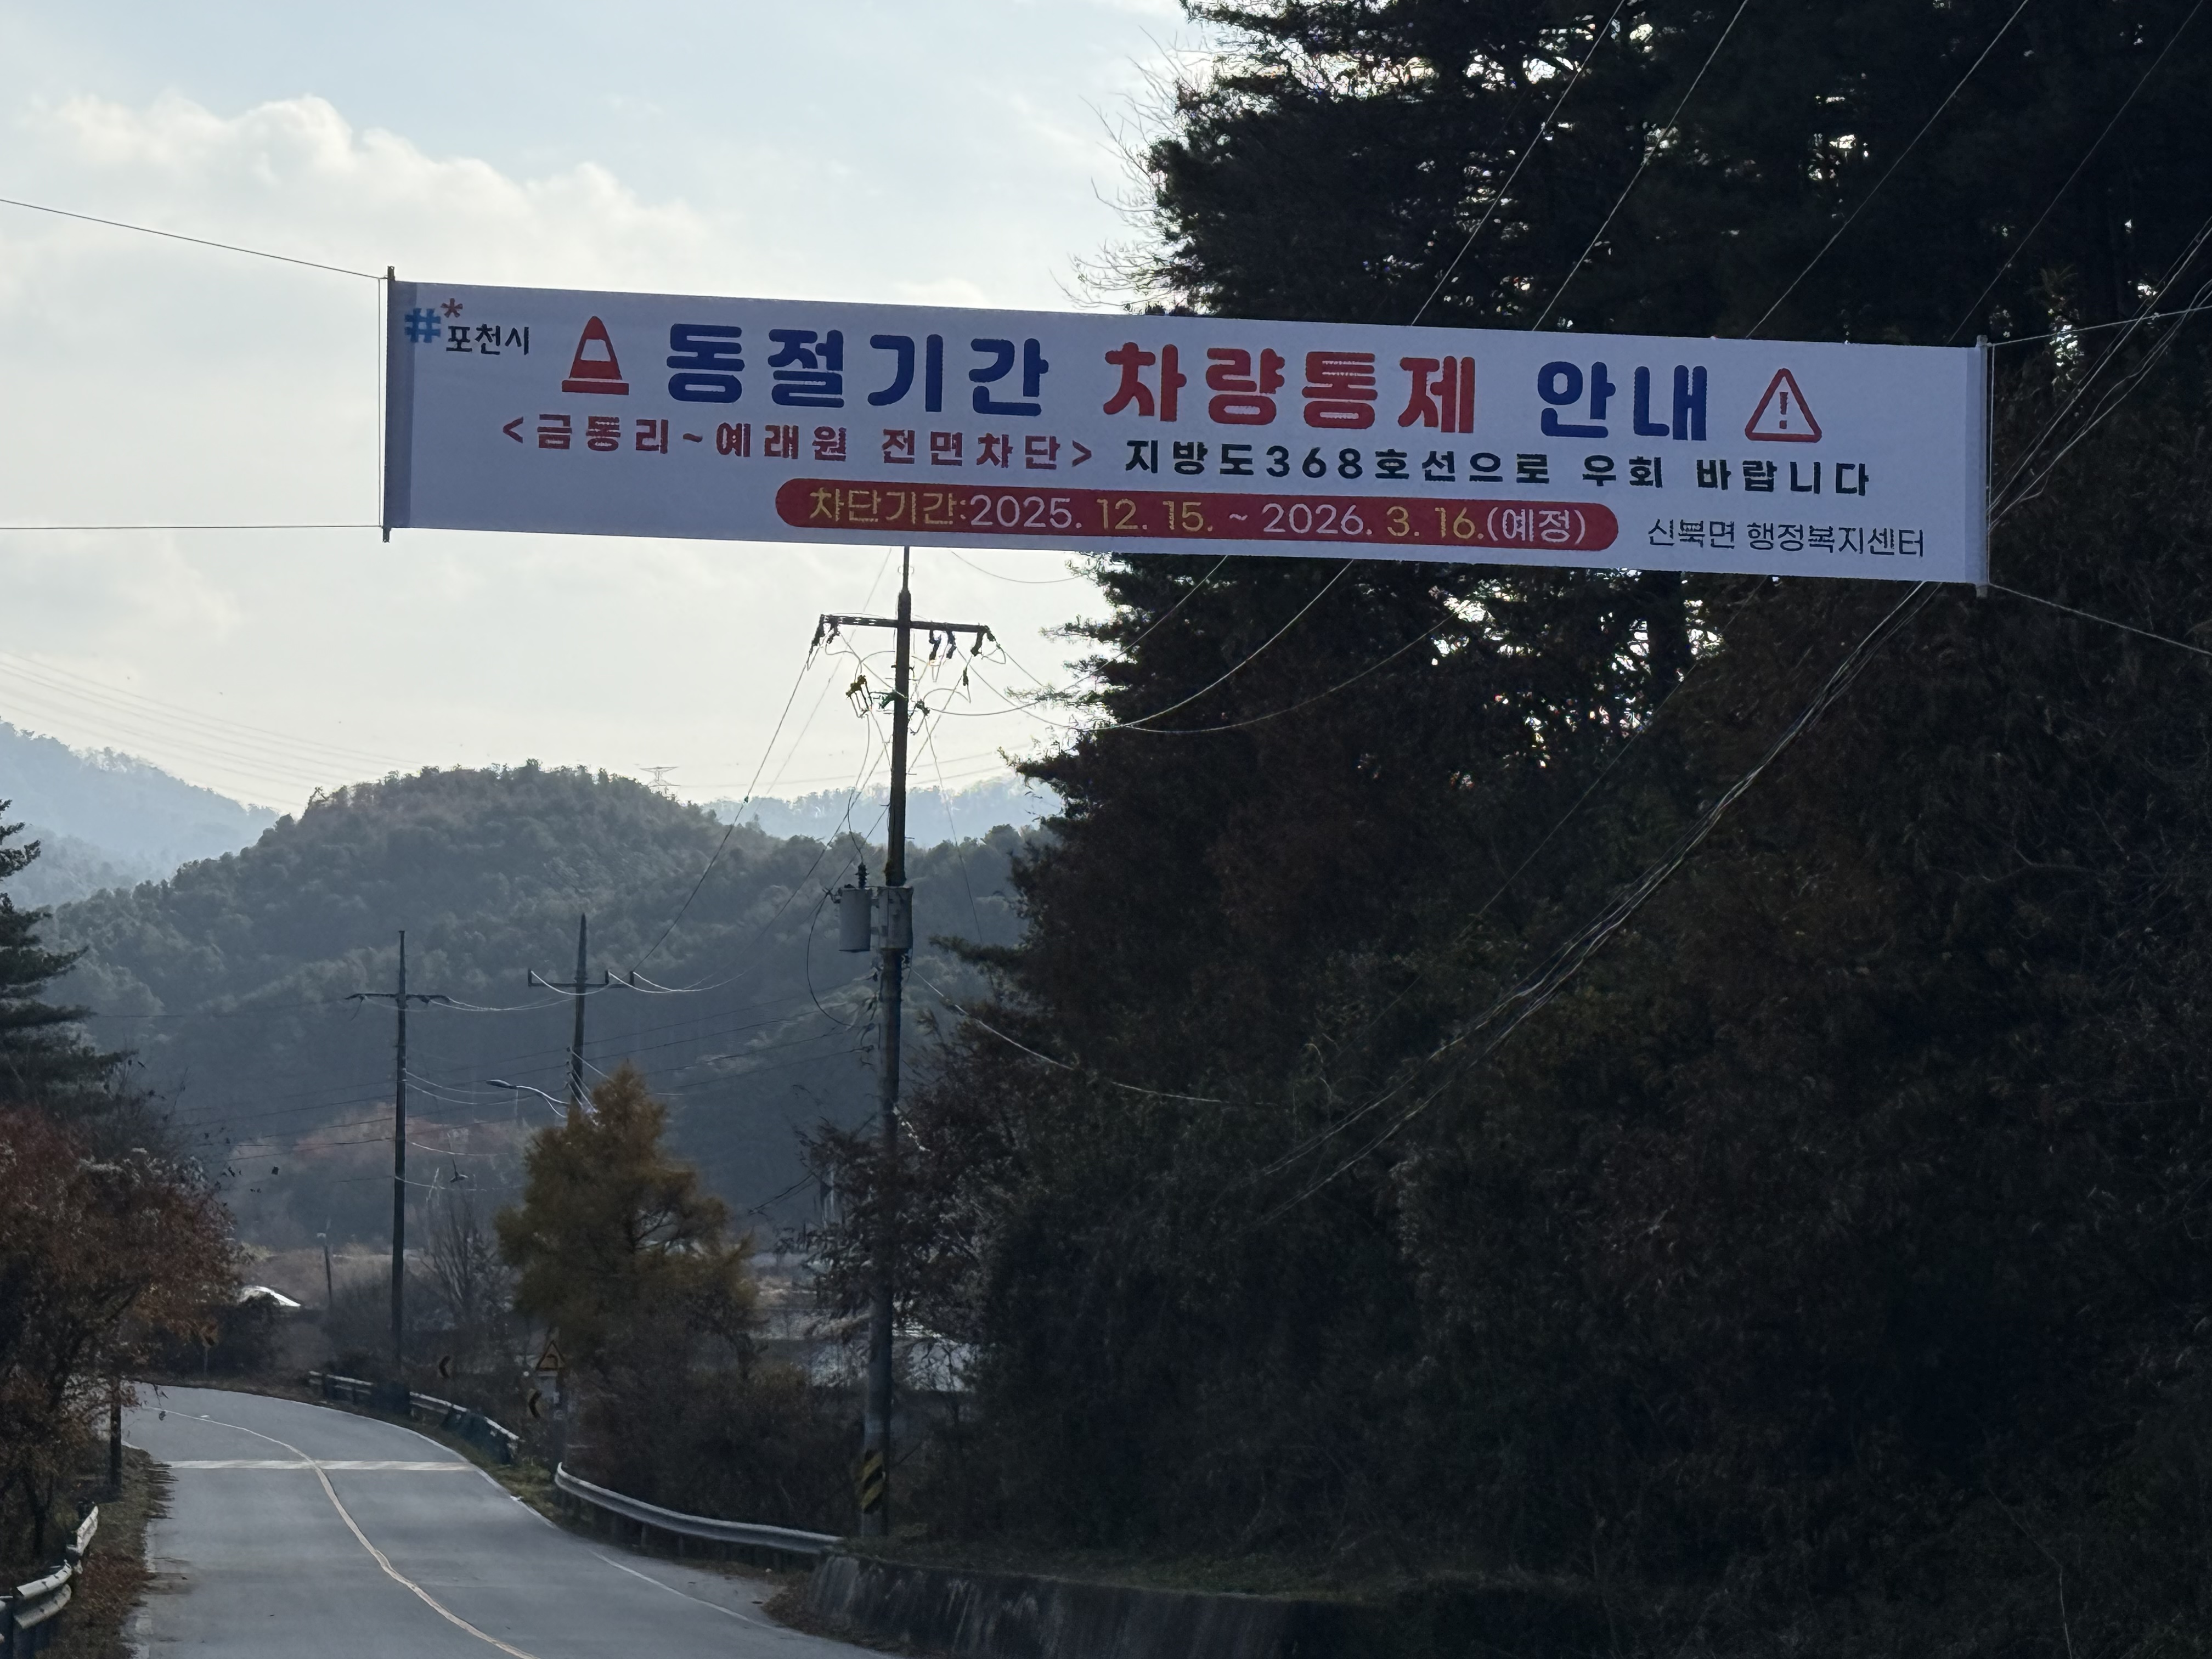 #*포천시
동절기간 차량통제 안내
<금동리~예래원 전면차단> 지방도368호선으로 우회 바랍니다
차단기간:2025. 12. 15. ~ 2026. 3. 16.(예정)
신북면 행정복지센터